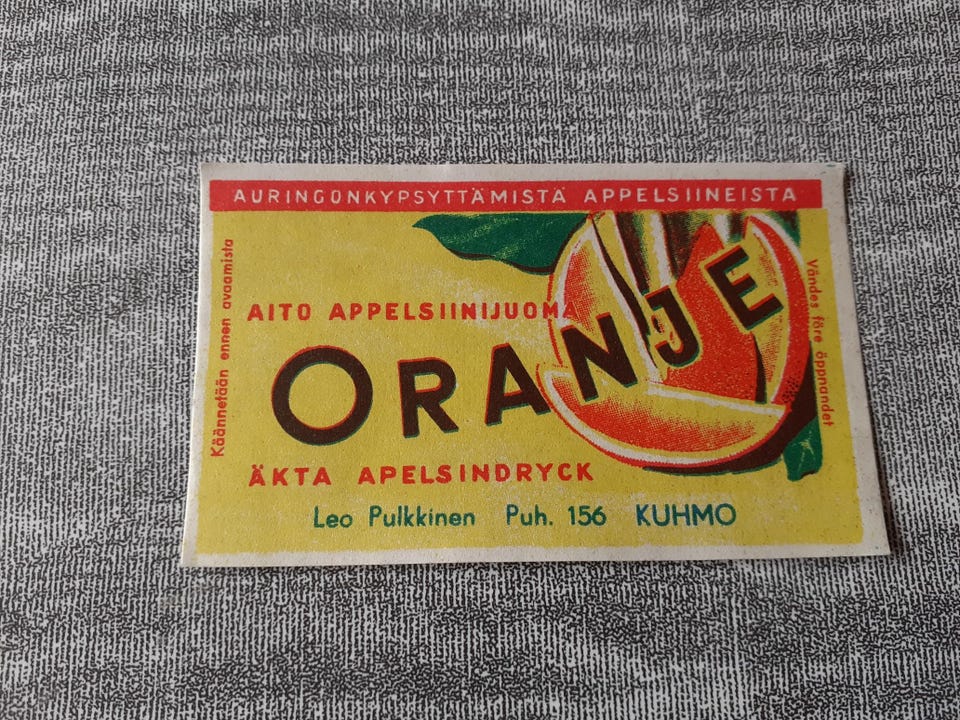 AURINGONKYPSYTTÄMISTÄ APPELSIINEISTA
Käännetään ennen avaamista
AITO APPELSIINIJUOMA
ORANJE
ÄKTA APELSINDRYCK
Leo Pulkkinen Puh. 156 KUHMO
Vändes före öppnandet